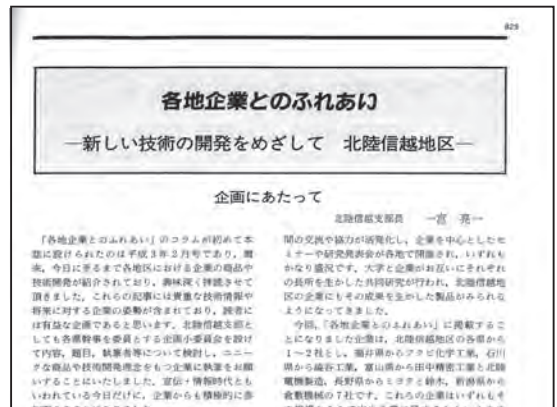 829
各地企業とのふれあい
—新しい技術の開発をめざして 北陸信越地区—
企画にあたって
北陸信越支部長 一宮 亮一
「各地企業とのふれあい」のコラムが初めて本
誌に設けられたのは平成3年2月号であり，爾
来，今日に至るまで各地区における企業の商品や
技術開発が紹介されており，興味深く拝読させて
頂きました．これらの記事には貴重な技術情報や
将来に対する企業の姿勢が含まれており，読者に
は有益な企画であると思います．北陸信越支部と
しても各県幹事を委員とする企画小委員会を設け
て内容，題目，執筆者等について検討し，ユニー
クな商品や技術開発理念をもつ企業に執筆をお願
いすることにいたしました．宣伝・情報時代とも
いわれている今日だけに，企業からも積極的に参
間の交流や協力が活発化し，企業を中心としたセ
ミナーや研究発表会が各地で開催され，いずれも
かなり盛況です．大学と企業がお互いにそれぞれ
の長所を生かした共同研究が行われ，北陸信越地
区の企業にもその成果を生かした製品がみられる
ようになってきました．
今回，「各地企業とのふれあい」に掲載するこ
とになりました企業は，北陸信越地区の各県から
1〜2社とし，福井県からフクビ化学工業，石川
県から澁谷工業，富山県から田中精密工業と北陸
電機製造，長野県からミヨタと鈴木，新潟県から
倉敷機械の7社です．これらの企業はいずれもそ